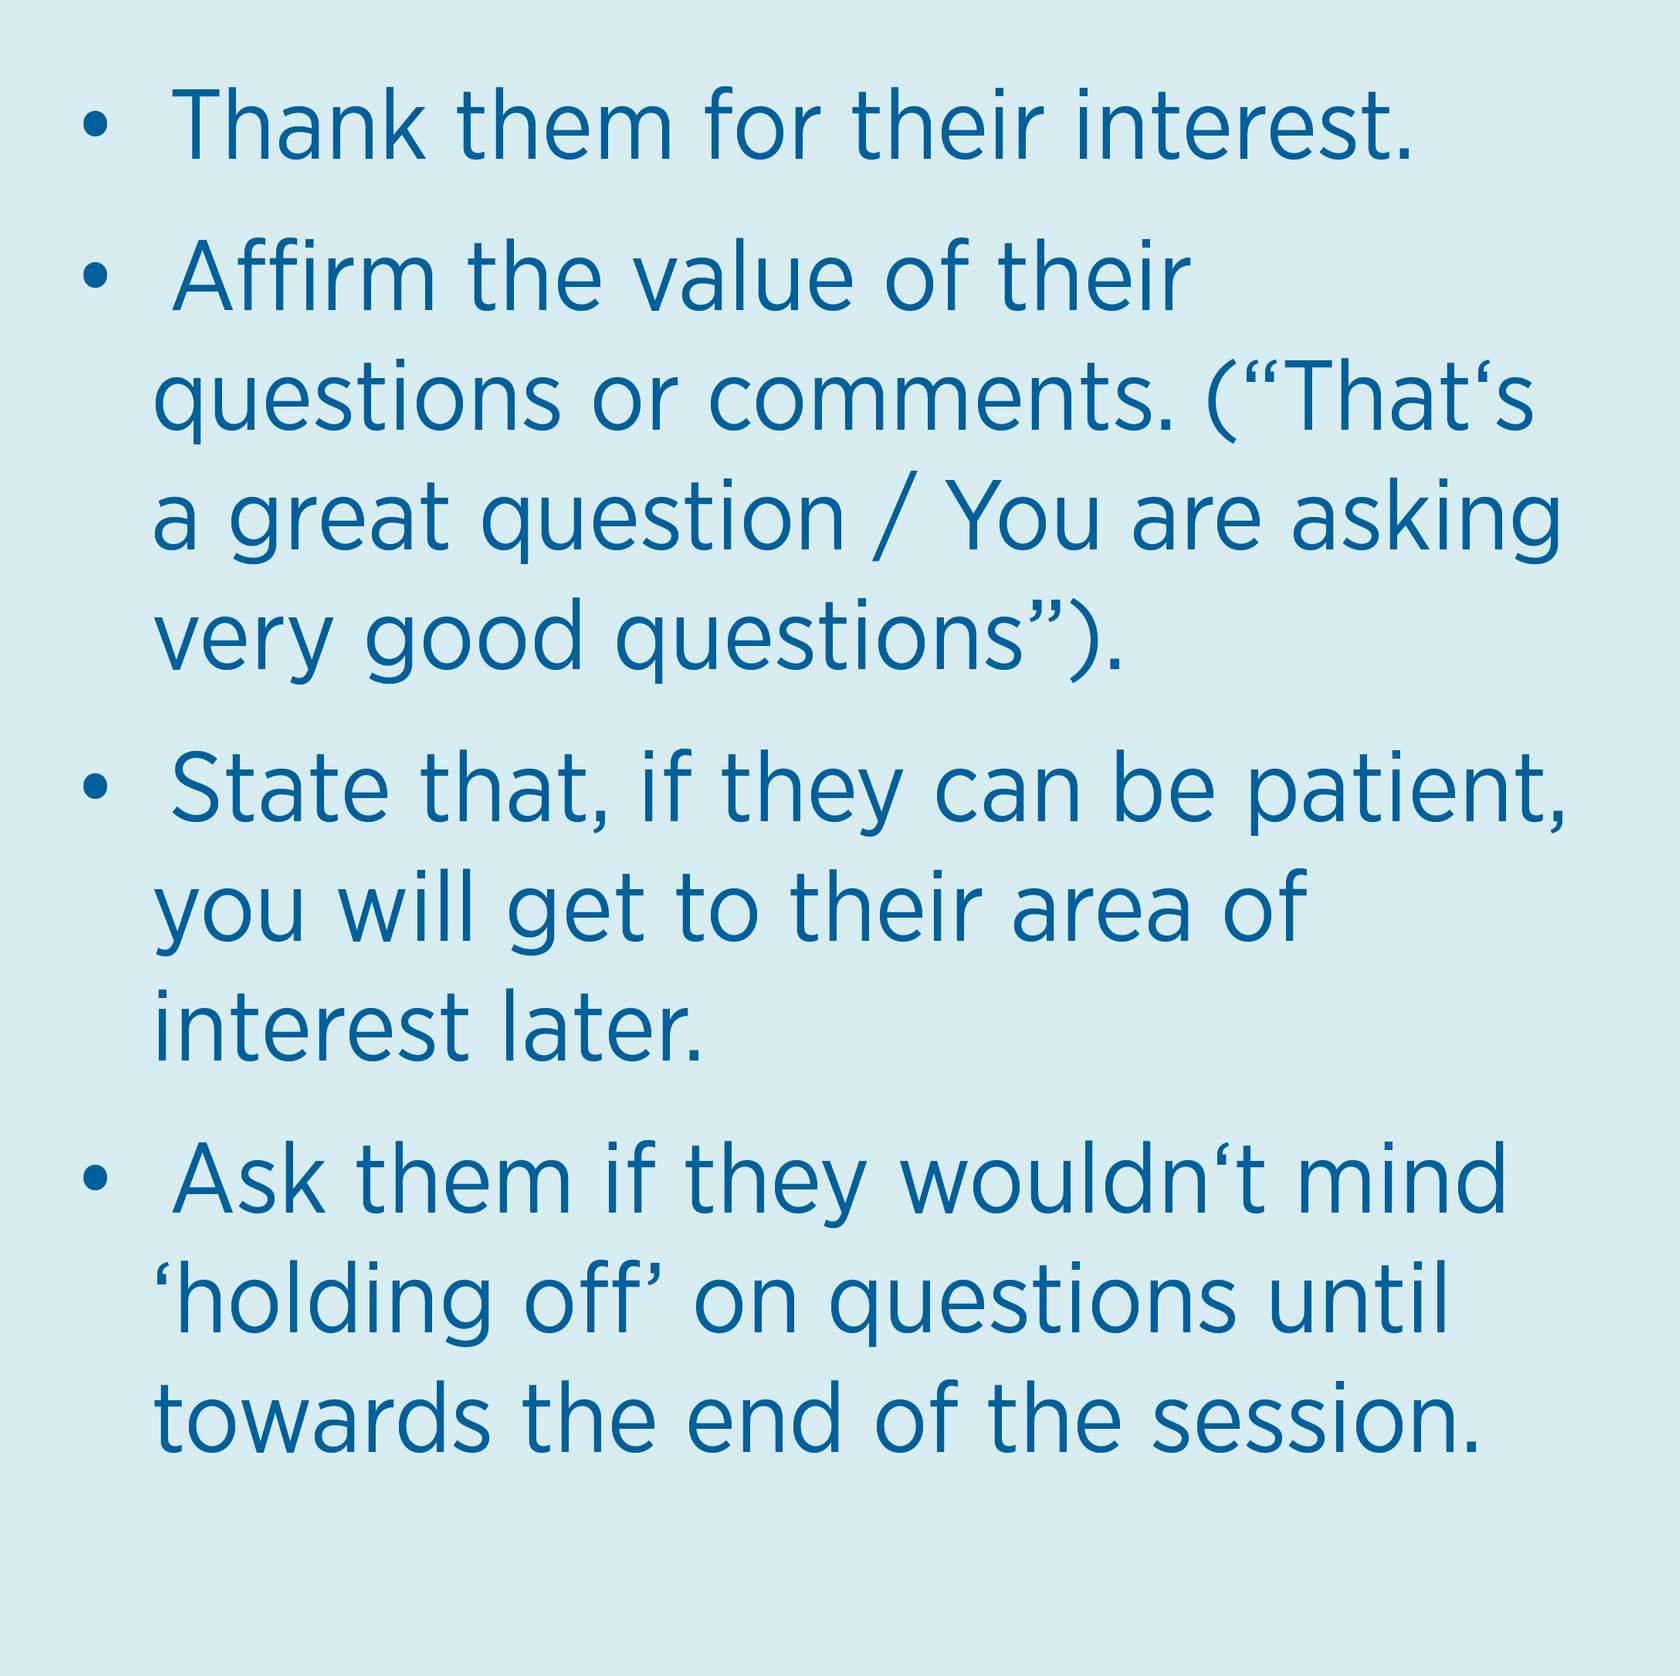 • Thank them for their interest.
• Affirm the value of their
questions or comments. (“That‘s
a great question / You are asking
very good questions”).
• State that, if they can be patient,
you will get to their area of
interest later.
• Ask them if they wouldn‘t mind
‘holding off’ on questions until
towards the end of the session.